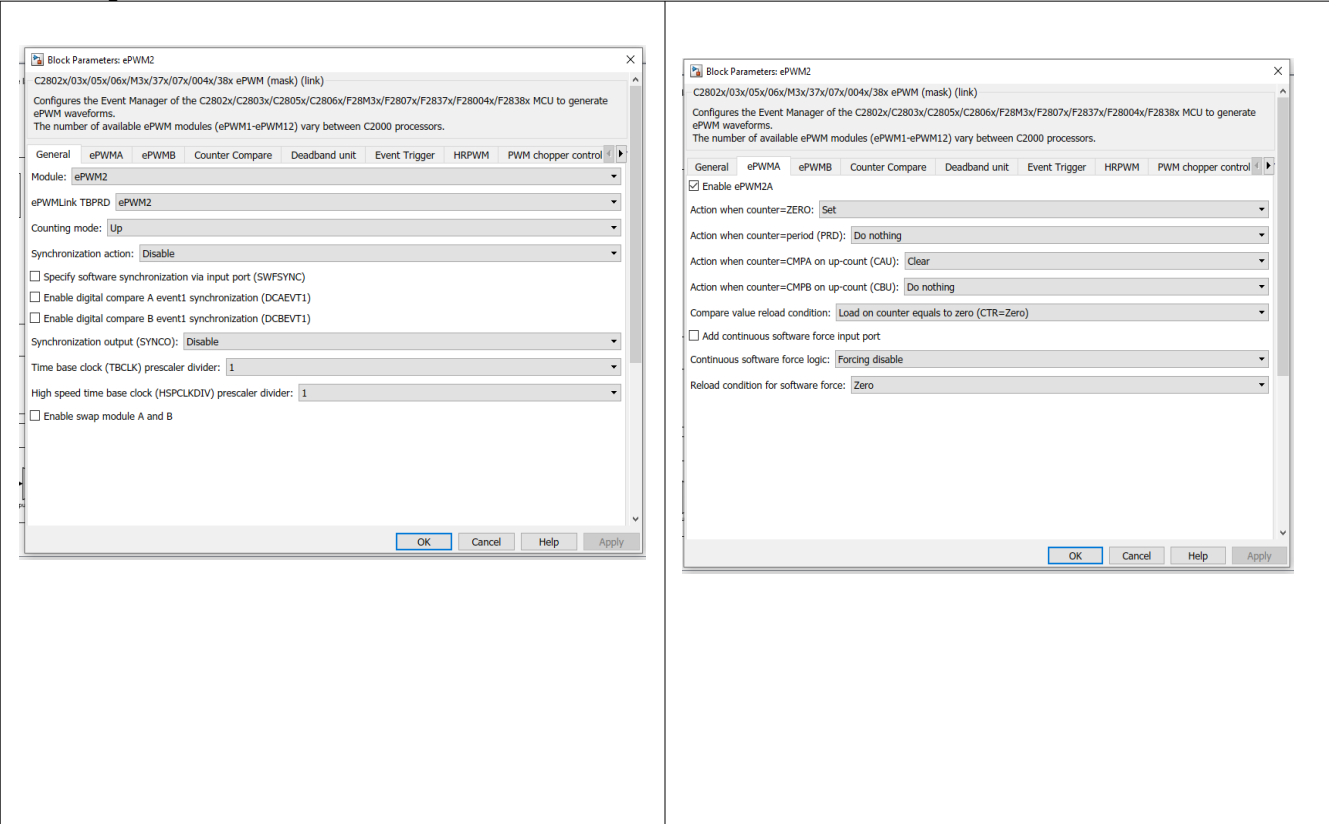 Block Parameters: ePWM2
C2802x/03x/05x/06x/M3x/37x/07x/004x/38x ePWM (mask) (link)
Configures the Event Manager of the C2802x/C2803x/C2805x/C2806x/F28M3x/F2807x/F2837x/F28004x/F2838x MCU to generate
ePWM waveforms.
The number of available ePWM modules (ePWM1-ePWM12) vary between C2000 processors.
General ePWMA ePWMB Counter Compare Deadband unit Event Trigger HRPWM PWM chopper control
Module: ePWM2
ePWMLink TBPRD ePWM2
Counting mode: Up
Synchronization action: Disable
Specify software synchronization via input port (SWFSYNC)
Enable digital compare A event1 synchronization (DCAEVT1)
Enable digital compare B event1 synchronization (DCBEVT1)
Synchronization output (SYNCO): Disable
Time base clock (TBCLK) prescaler divider: 1
High speed time base clock (HSPCLKDIV) prescaler divider: 1
Enable swap module A and B
OK Cancel Help Apply
Block Parameters: ePWM2
C2802x/03x/05x/06x/M3x/37x/07x/004x/38x ePWM (mask) (link)
Configures the Event Manager of the C2802x/C2803x/C2805x/C2806x/F28M3x/F2807x/F2837x/F28004x/F2838x MCU to generate
ePWM waveforms.
The number of available ePWM modules (ePWM1-ePWM12) vary between C2000 processors.
General ePWMA ePWMB Counter Compare Deadband unit Event Trigger HRPWM PWM chopper control
Enable ePWM2A
Action when counter=ZERO: Set
Action when counter=period (PRD): Do nothing
Action when counter=CMPA on up-count (CAU): Clear
Action when counter=CMPB on up-count (CBU): Do nothing
Compare value reload condition: Load on counter equals to zero (CTR=Zero)
Add continuous software force input port
Continuous software force logic: Forcing disable
Reload condition for software force: Zero
OK Cancel Help Apply